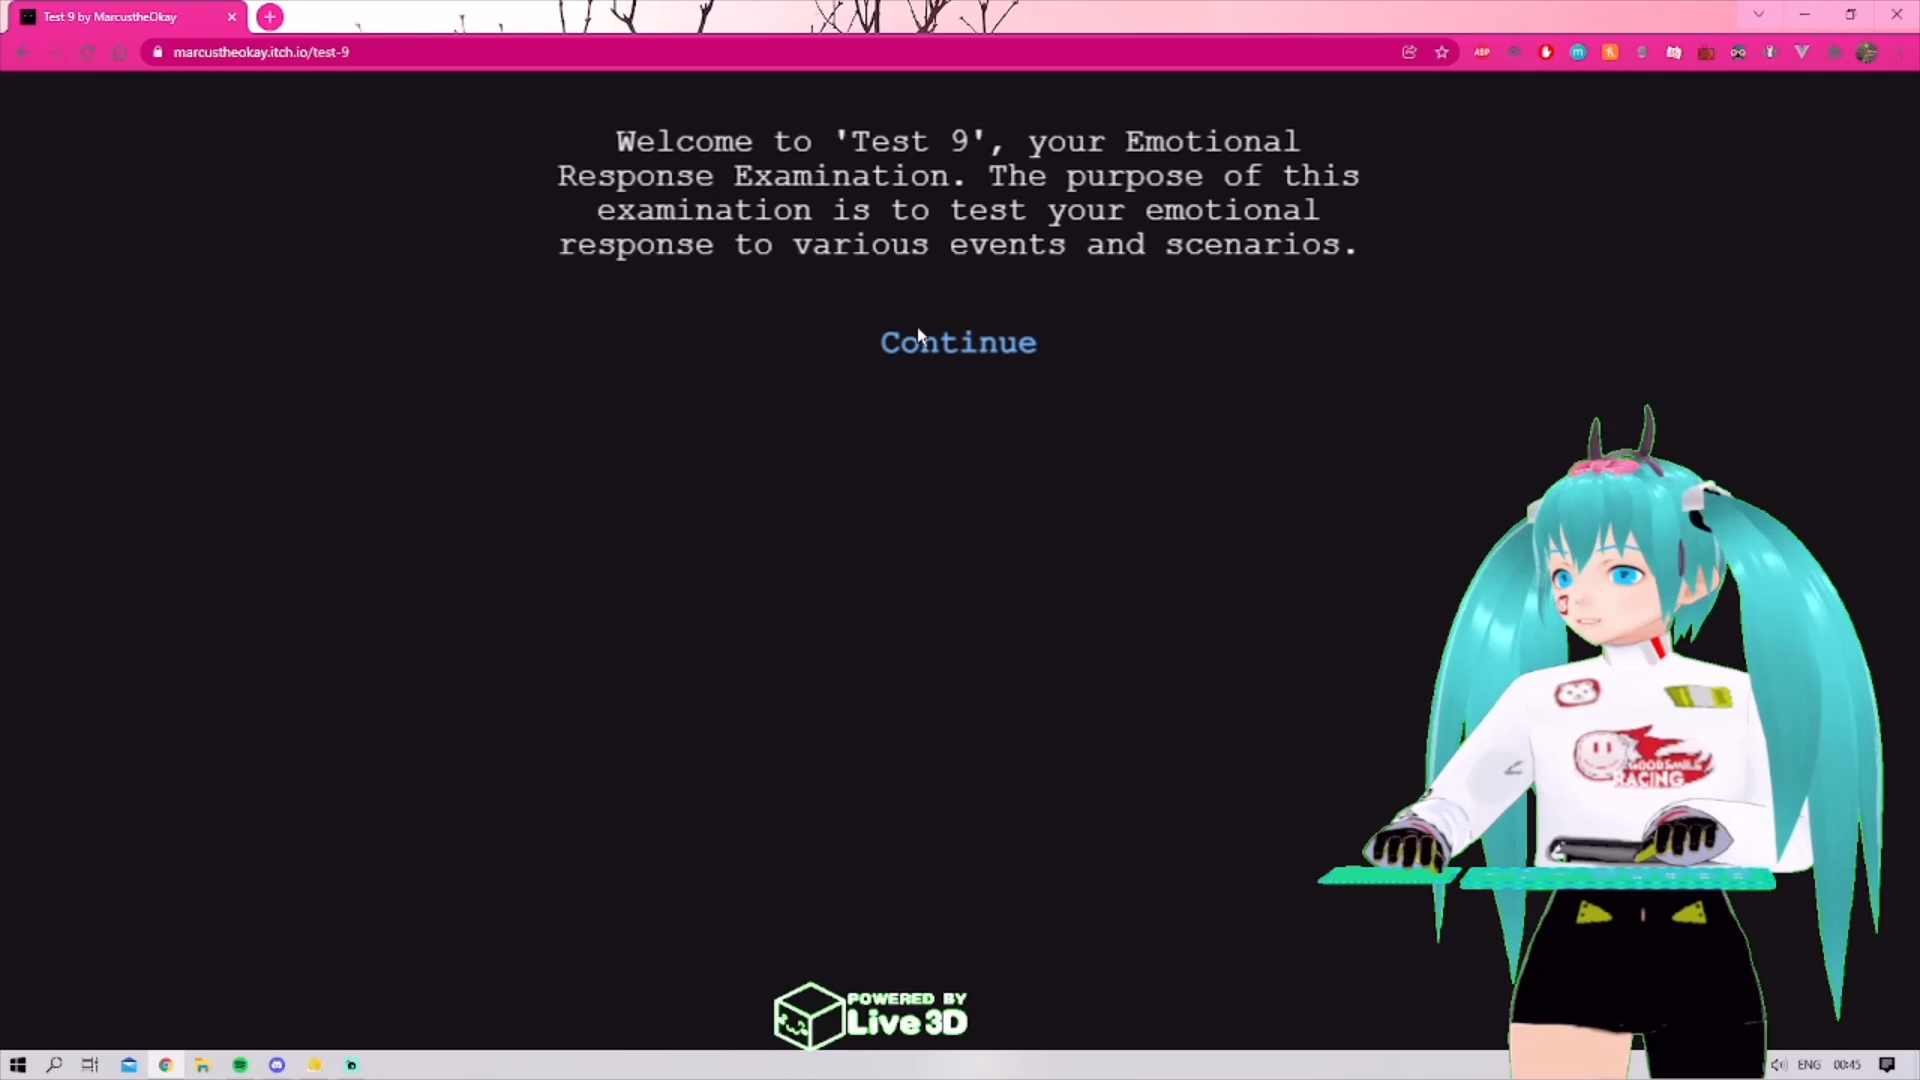 Test 9 by MarcustheOkay
marcustheokay.itch.io/test-9
ABP
Welcome to 'Test 9', your Emotional
Response Examination. The purpose of this
examination is to test your emotional
response to various events and scenarios.
Continue
GOODSMILE
RACING
POWERED BY
Live3D
ENG
00:45